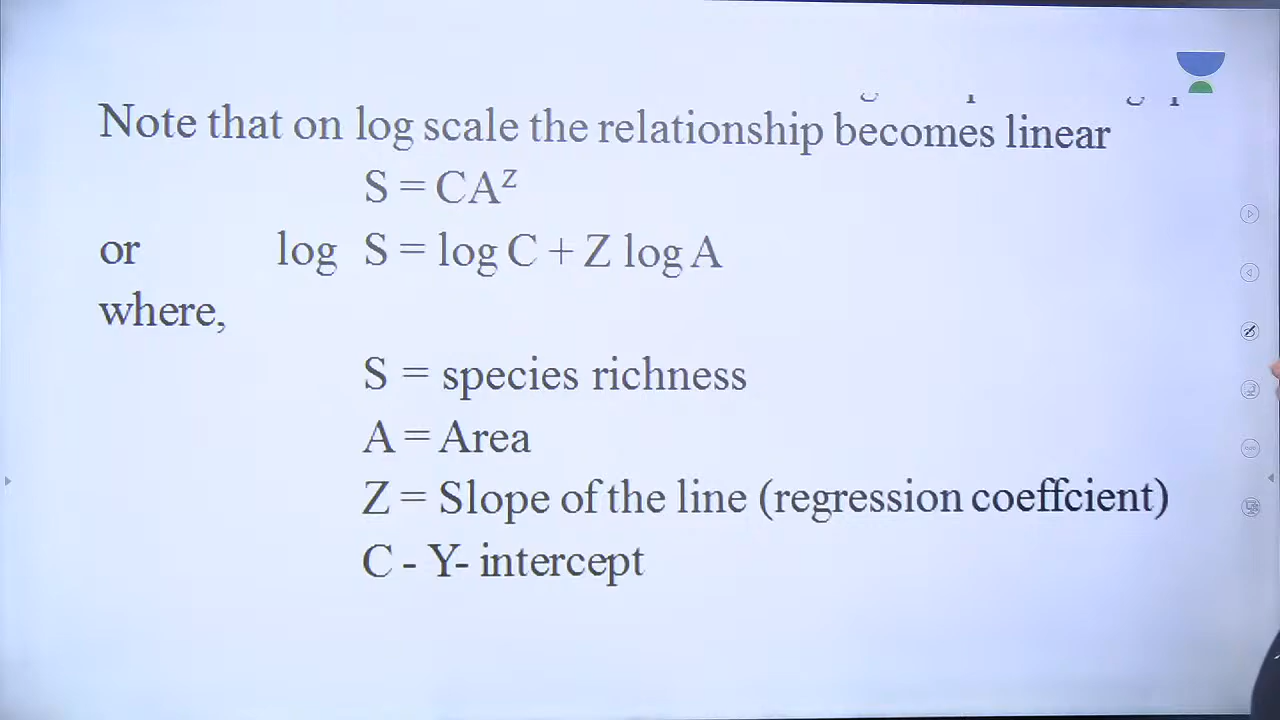 Note that on log scale the relationship becomes linear
S = CAᶻ
or log S = log C + Z log A
where,
S = species richness
A = Area
Z = Slope of the line (regression coeffcient)
C - Y- intercept